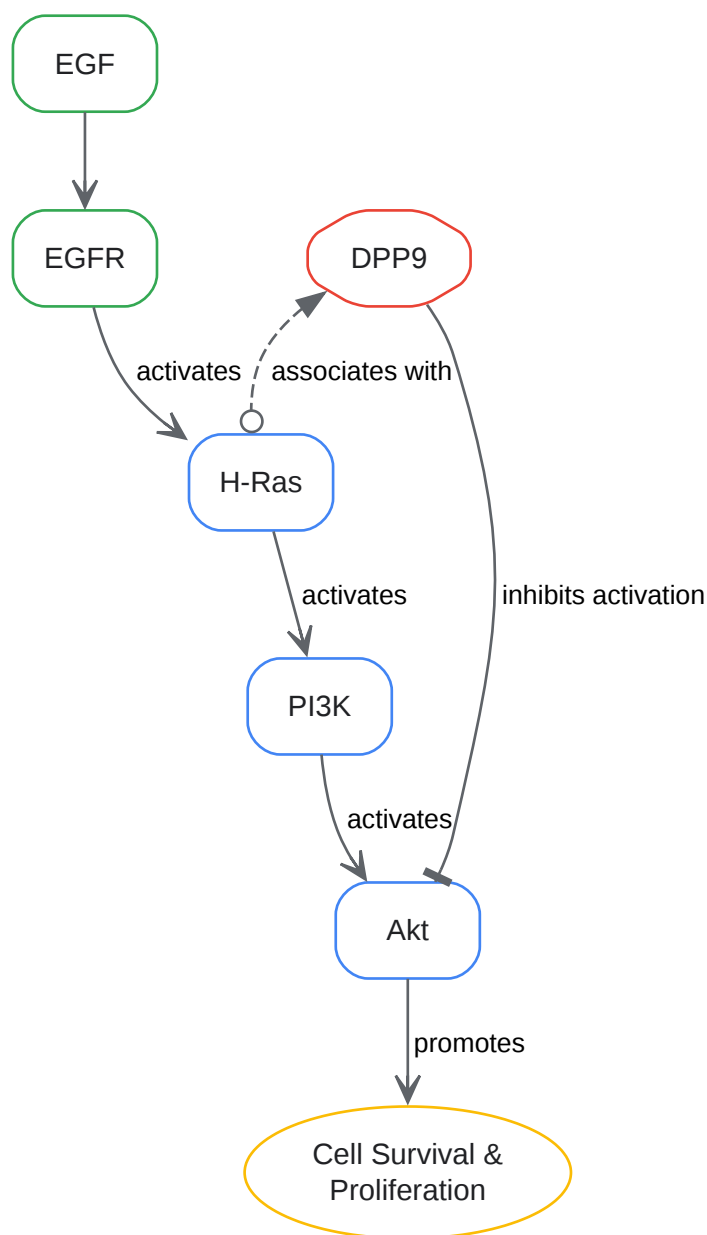 EGF
EGFR
DPP9
activates
associates with
H-Ras
activates
inhibits activation
PI3K
activates
Akt
promotes
Cell Survival &
Proliferation